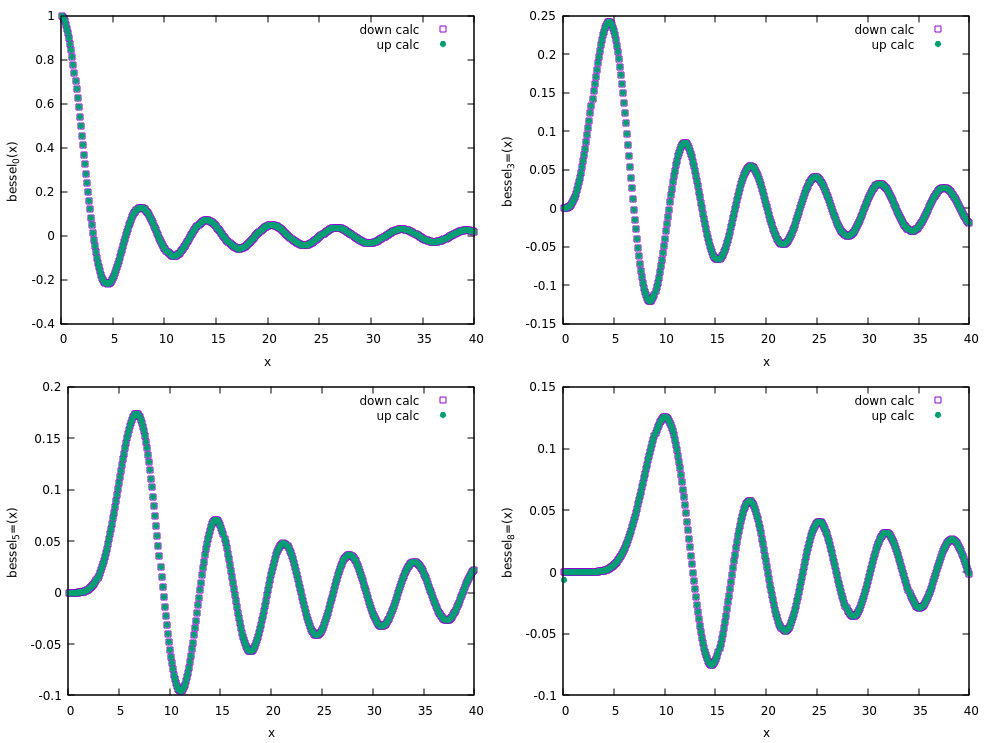 down calc
up calc
1
0.8
0.6
0.4
0.2
0
-0.2
-0.4
bessel₀(x)
0 5 10 15 20 25 30 35 40
x
down calc
up calc
0.25
0.2
0.15
0.1
0.05
0
-0.05
-0.1
-0.15
bessel₃=(x)
0 5 10 15 20 25 30 35 40
x
down calc
up calc
0.2
0.15
0.1
0.05
0
-0.05
-0.1
bessel₅=(x)
0 5 10 15 20 25 30 35 40
x
down calc
up calc
0.15
0.1
0.05
0
-0.05
-0.1
bessel₈=(x)
0 5 10 15 20 25 30 35 40
x